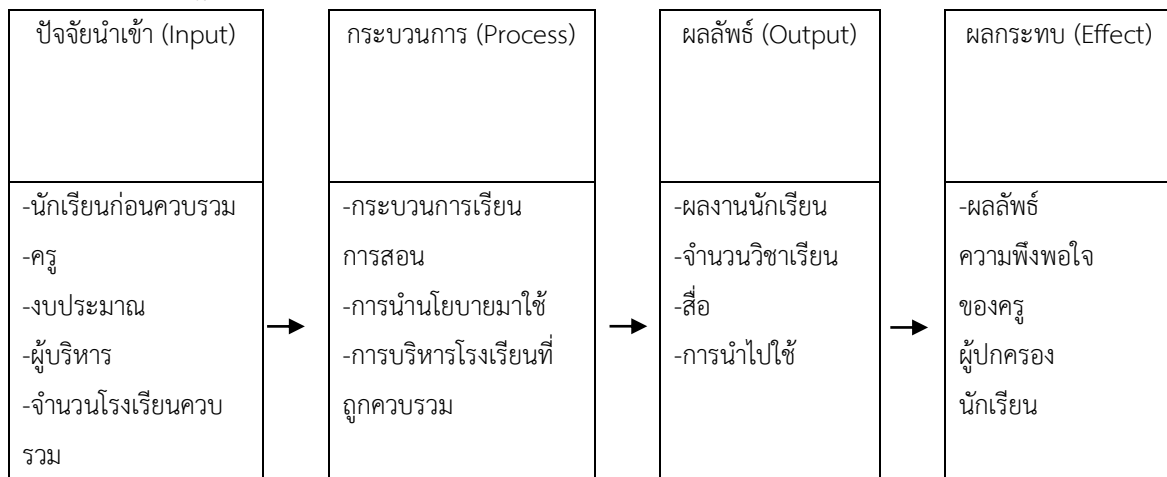 ปัจจัยนำเข้า (Input)
-นักเรียนก่อนควบรวม
-ครู
-งบประมาณ
-ผู้บริหาร
-จำนวนโรงเรียนควบ
รวม
กระบวนการ (Process)
-กระบวนการเรียน
การสอน
-การนำนโยบายมาใช้
-การบริหารโรงเรียนที่
ถูกควบรวม
ผลลัพธ์ (Output)
-ผลงานนักเรียน
-จำนวนวิชาเรียน
-สื่อ
-การนำไปใช้
ผลกระทบ (Effect)
-ผลลัพธ์
ความพึงพอใจ
ของครู
ผู้ปกครอง
นักเรียน